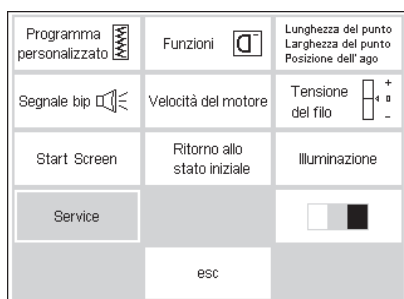 Programma
personalizzato
Funzioni
Lunghezza del punto
Larghezza del punto
Posizione dell' ago
Segnale bip
Velocità del motore
Tensione
del filo
+
0
-
Start Screen
Ritorno allo
stato iniziale
Illuminazione
Service
esc